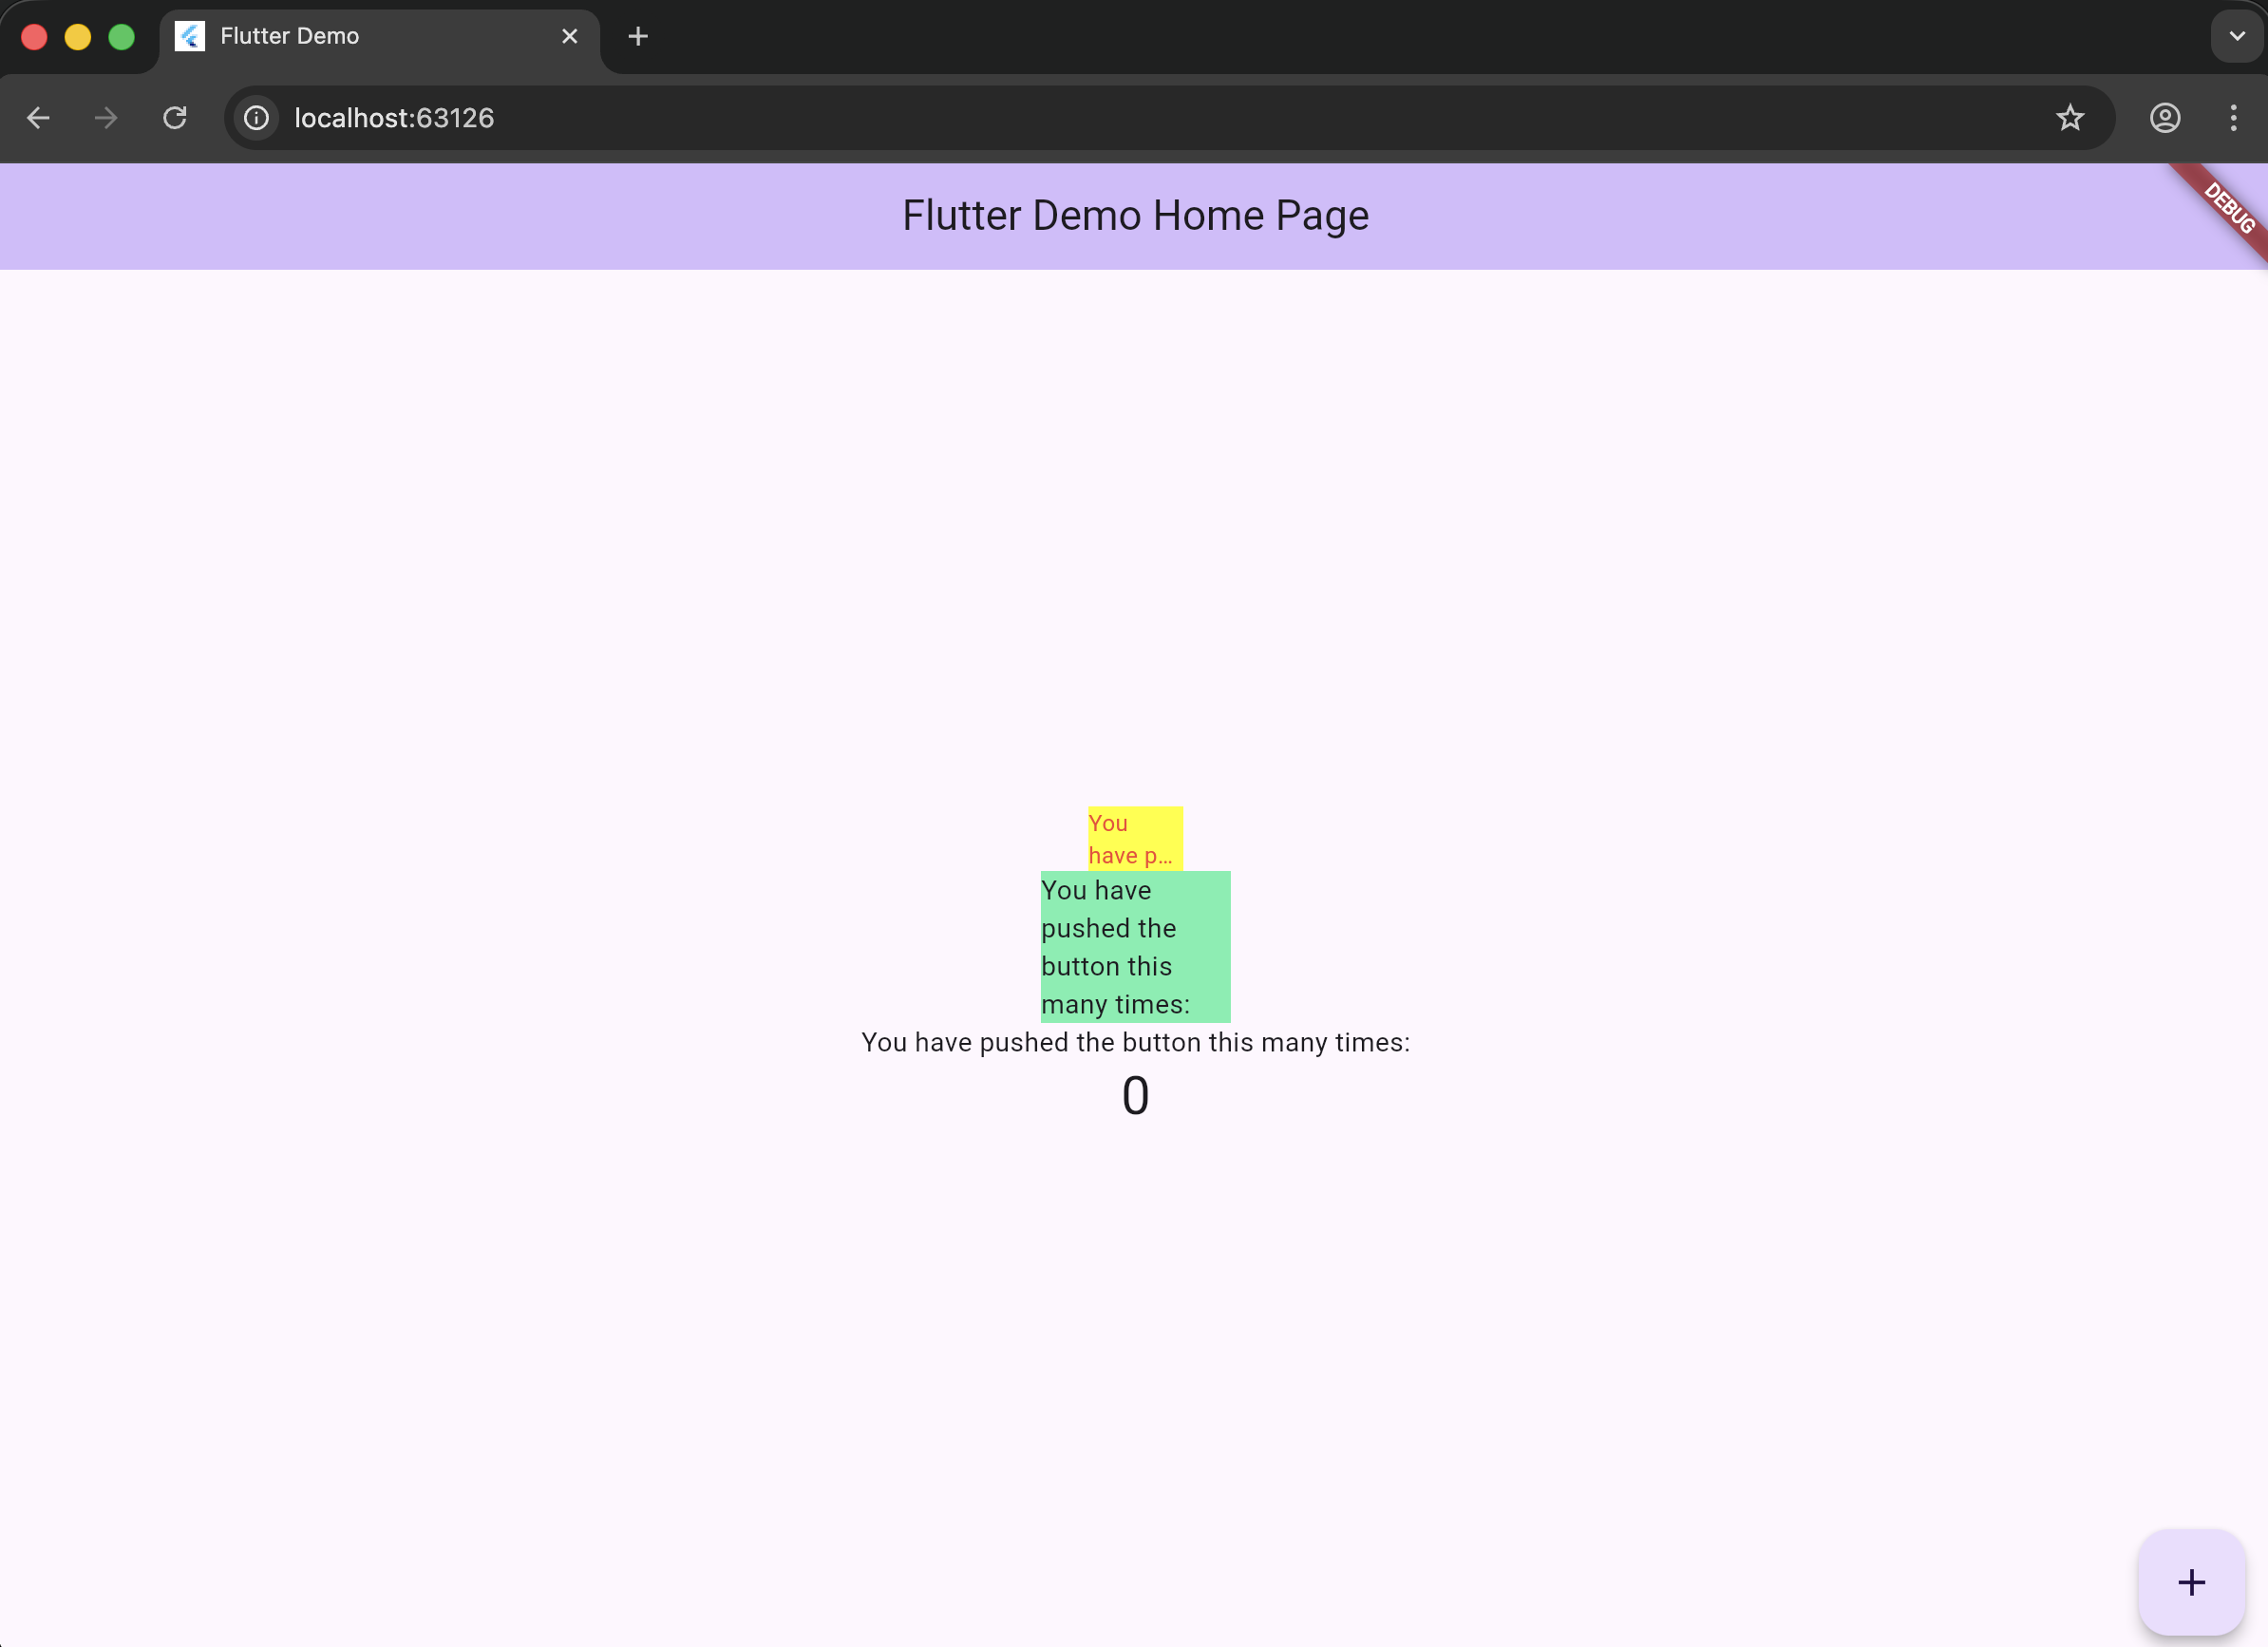 Flutter Demo
localhost:63126
Flutter Demo Home Page
DEBUG
You
have p...
You have
pushed the
button this
many times:
You have pushed the button this many times:
0